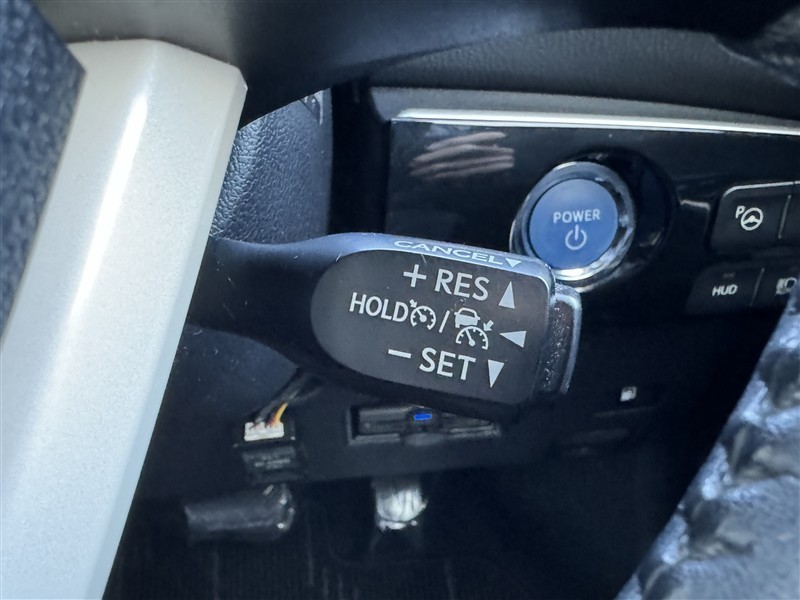 CANCEL▼
+ RES ▲
HOLD / ◀
− SET ▼
POWER
P
HUD